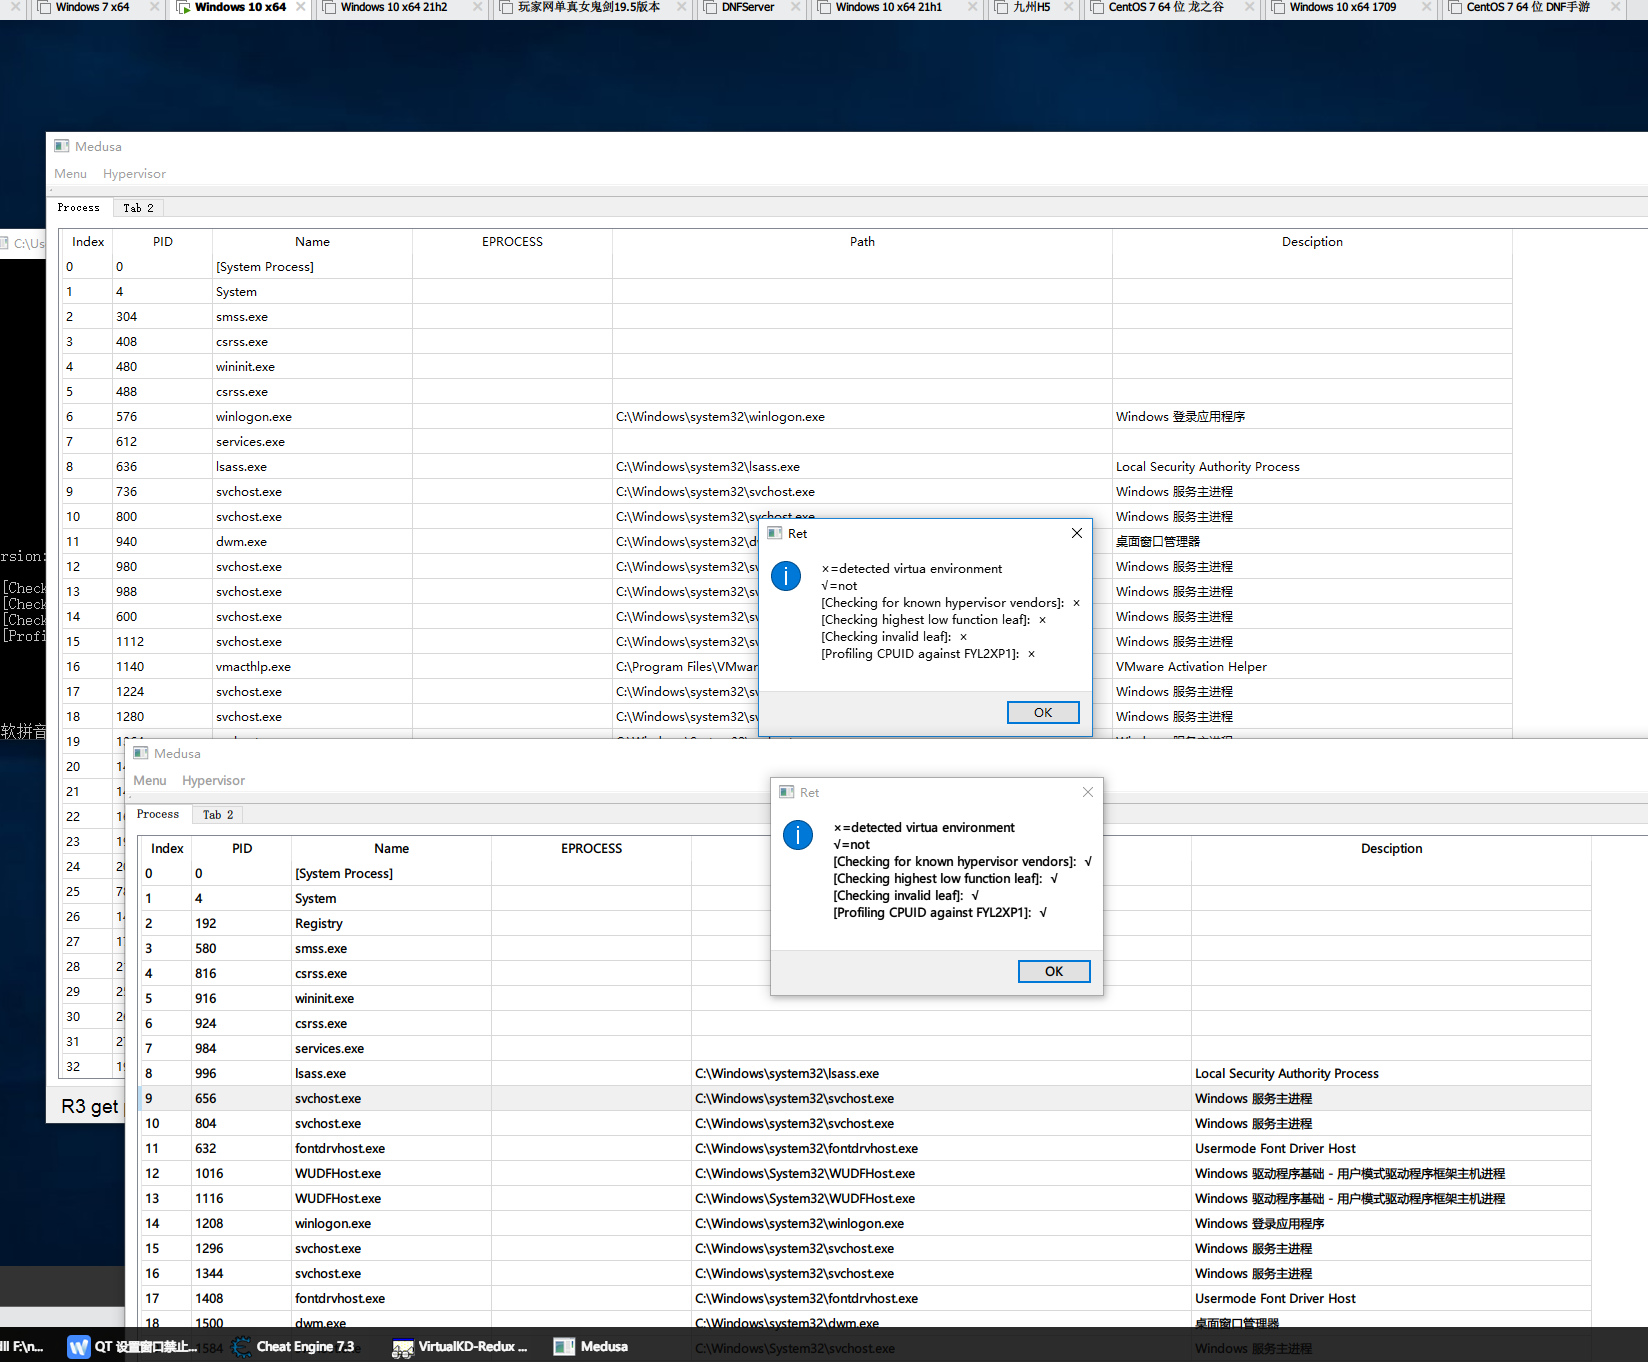 Windows 7 x64
Windows 10 x64
Windows 10 x64 21h2
玩家网单真女鬼剑19.5版本
DNFServer
Windows 10 x64 21h1
九州H5
CentOS 7 64 位 龙之谷
Windows 10 x64 1709
CentOS 7 64 位 DNF手游
Medusa
Menu Hypervisor
Process Tab 2
C:\Us
Index PID Name EPROCESS Path Desciption
0 0 [System Process]
1 4 System
2 304 smss.exe
3 408 csrss.exe
4 480 wininit.exe
5 488 csrss.exe
6 576 winlogon.exe C:\Windows\system32\winlogon.exe Windows 登录应用程序
7 612 services.exe
8 636 lsass.exe C:\Windows\system32\lsass.exe Local Security Authority Process
9 736 svchost.exe C:\Windows\system32\svchost.exe Windows 服务主进程
10 800 svchost.exe C:\Windows\system32\svchost.exe Windows 服务主进程
11 940 dwm.exe C:\Windows\system32\d 桌面窗口管理器
12 980 svchost.exe C:\Windows\system32\sv Windows 服务主进程
13 988 svchost.exe C:\Windows\system32\sv Windows 服务主进程
14 600 svchost.exe C:\Windows\system32\sv Windows 服务主进程
15 1112 svchost.exe C:\Windows\system32\sv Windows 服务主进程
16 1140 vmacthlp.exe C:\Program Files\VMwar VMware Activation Helper
17 1224 svchost.exe C:\Windows\system32\sv Windows 服务主进程
18 1280 svchost.exe C:\Windows\system32\sv Windows 服务主进程
19
20
21
22
23
24
25
26
27
28
29
30
31
32
R3 get
rsion:
[Check
[Check
[Check
[Profi
软拼音
Ret
×=detected virtua environment
√=not
[Checking for known hypervisor vendors]: ×
[Checking highest low function leaf]: ×
[Checking invalid leaf]: ×
[Profiling CPUID against FYL2XP1]: ×
OK
Medusa
Menu Hypervisor
Process Tab 2
Index PID Name EPROCESS Desciption
0 0 [System Process]
1 4 System
2 192 Registry
3 580 smss.exe
4 816 csrss.exe
5 916 wininit.exe
6 924 csrss.exe
7 984 services.exe
8 996 lsass.exe C:\Windows\system32\lsass.exe Local Security Authority Process
9 656 svchost.exe C:\Windows\system32\svchost.exe Windows 服务主进程
10 804 svchost.exe C:\Windows\system32\svchost.exe Windows 服务主进程
11 632 fontdrvhost.exe C:\Windows\system32\fontdrvhost.exe Usermode Font Driver Host
12 1016 WUDFHost.exe C:\Windows\System32\WUDFHost.exe Windows 驱动程序基础 - 用户模式驱动程序框架主机进程
13 1116 WUDFHost.exe C:\Windows\System32\WUDFHost.exe Windows 驱动程序基础 - 用户模式驱动程序框架主机进程
14 1208 winlogon.exe C:\Windows\system32\winlogon.exe Windows 登录应用程序
15 1296 svchost.exe C:\Windows\system32\svchost.exe Windows 服务主进程
16 1344 svchost.exe C:\Windows\system32\svchost.exe Windows 服务主进程
17 1408 fontdrvhost.exe C:\Windows\system32\fontdrvhost.exe Usermode Font Driver Host
18 1500 dwm.exe C:\Windows\system32\dwm.exe 桌面窗口管理器
1584 C:\Windows\system32\svchost.exe Windows 服务主进程
Ret
×=detected virtua environment
√=not
[Checking for known hypervisor vendors]: √
[Checking highest low function leaf]: √
[Checking invalid leaf]: √
[Profiling CPUID against FYL2XP1]: √
OK
F:\n...
QT 设置窗口禁止...
Cheat Engine 7.3
VirtualKD-Redux ...
Medusa